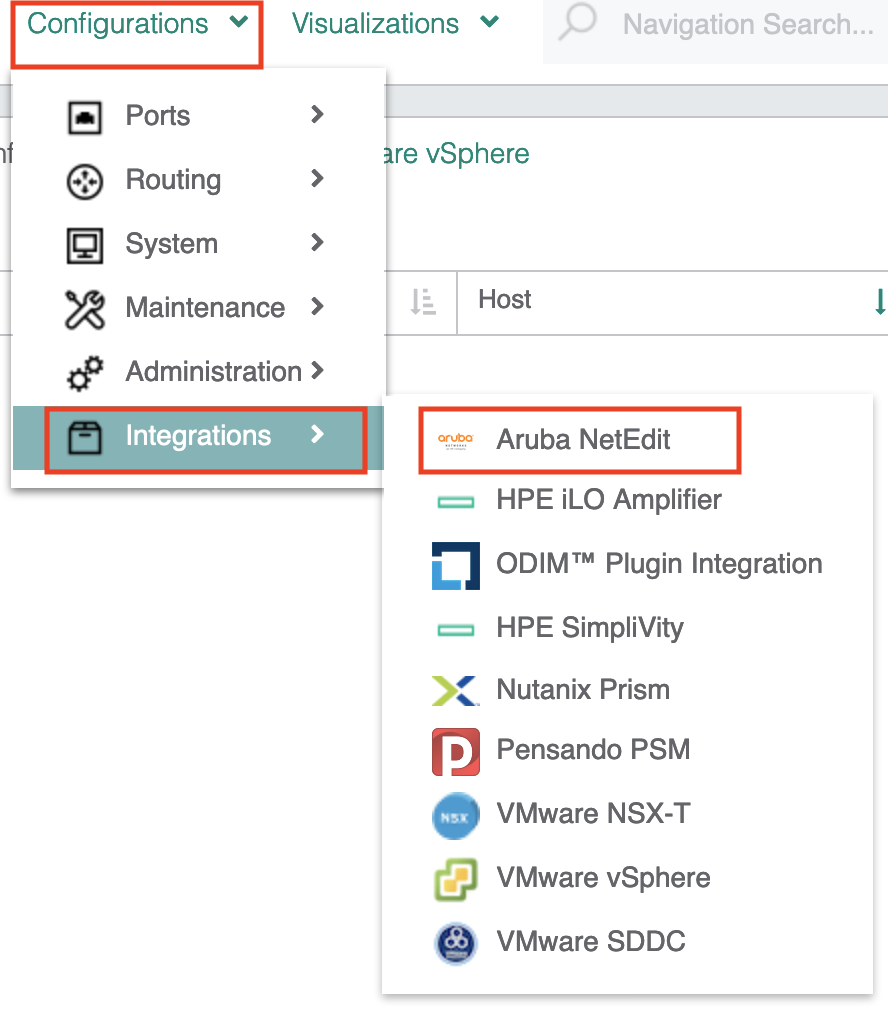 Configurations
Visualizations
Navigation Search...
Ports
nf
are vSphere
Routing
System
Maintenance
Host
Administration
Integrations
aruba
Aruba NetEdit
HPE iLO Amplifier
ODIM™ Plugin Integration
HPE SimpliVity
Nutanix Prism
P
Pensando PSM
NSX
VMware NSX-T
VMware vSphere
VMware SDDC